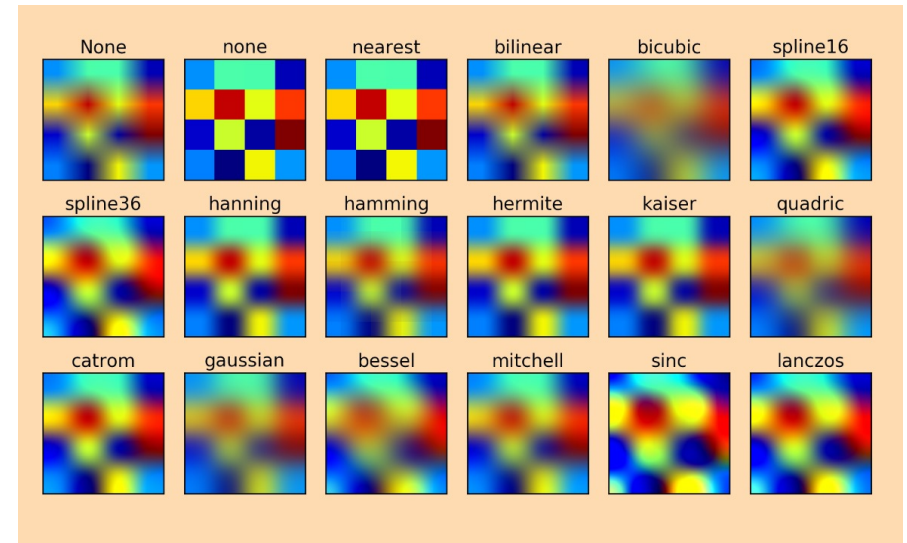 None none nearest bilinear bicubic spline16
spline36 hanning hamming hermite kaiser quadric
catrom gaussian bessel mitchell sinc lanczos